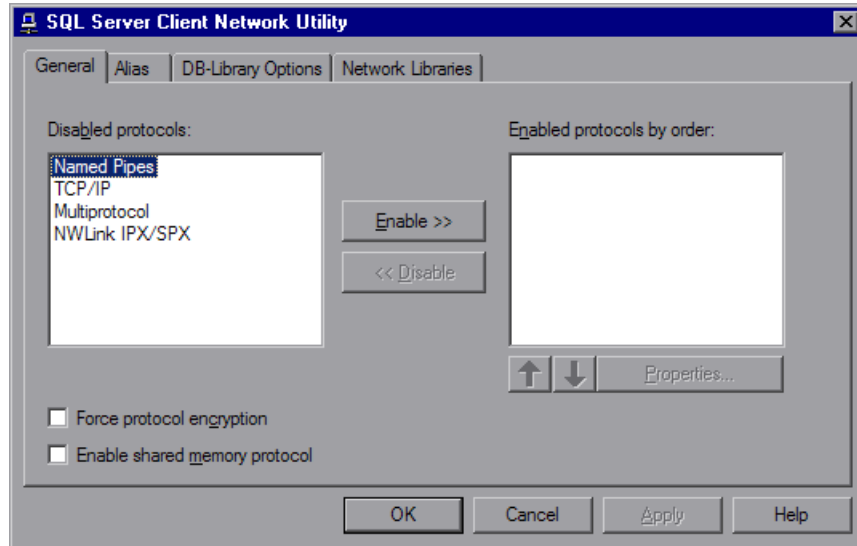 SQL Server Client Network Utility
General Alias DB-Library Options Network Libraries
Disabled protocols:
Enabled protocols by order:
Named Pipes
TCP/IP
Multiprotocol
NWLink IPX/SPX
Enable >>
<< Disable
Properties...
Force protocol encryption
Enable shared memory protocol
OK Cancel Apply Help